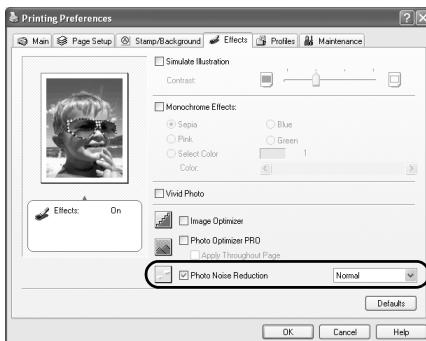 Printing Preferences
Main Page Setup Stamp/Background Effects Profiles Maintenance
Simulate Illustration
Contrast:
Monochrome Effects:
Sepia Blue
Pink Green
Select Color 1
Color:
Vivid Photo
Effects: On
Image Optimizer
Photo Optimizer PRO
Apply Throughout Page
Photo Noise Reduction Normal
Defaults
OK Cancel Help